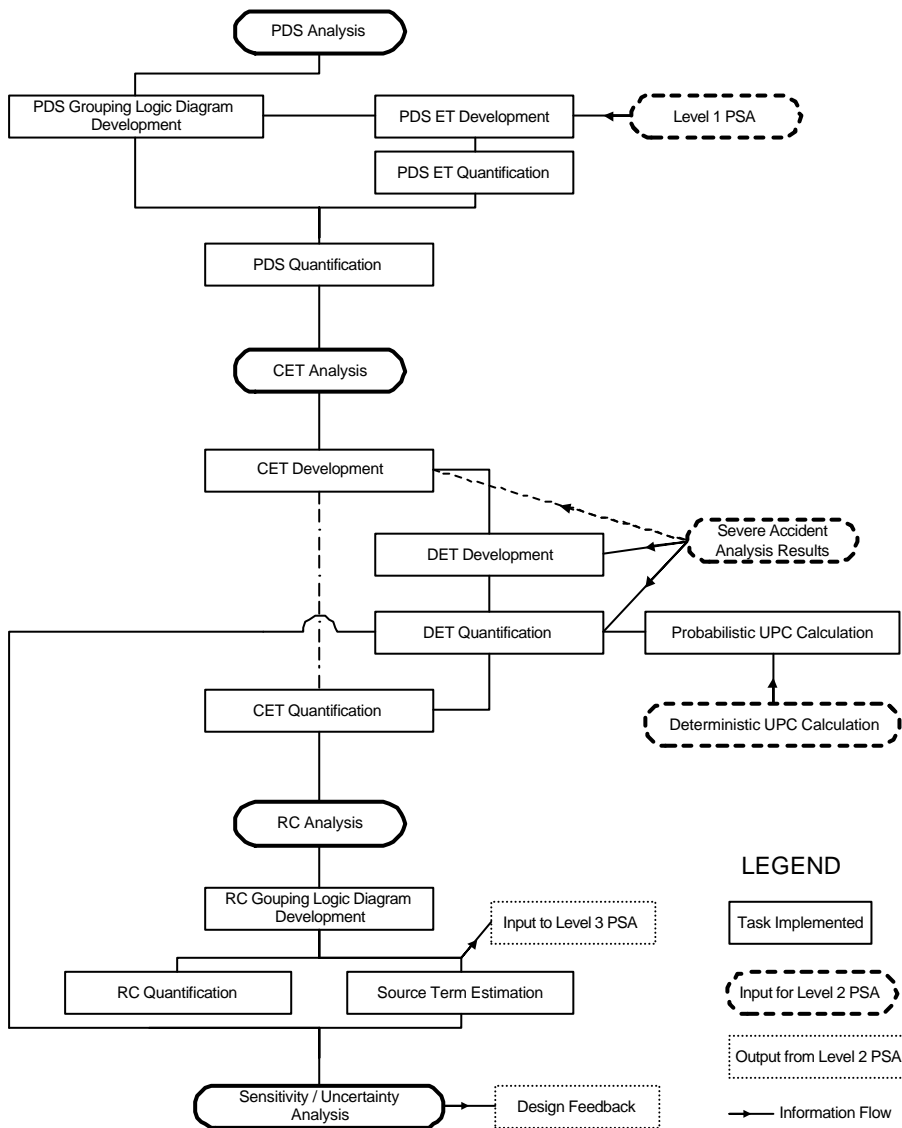 PDS Analysis
PDS Grouping Logic Diagram
Development
PDS ET Development
Level 1 PSA
PDS ET Quantification
PDS Quantification
CET Analysis
CET Development
DET Development
Severe Accident
Analysis Results
DET Quantification
Probabilistic UPC Calculation
CET Quantification
Deterministic UPC Calculation
RC Analysis
RC Gouping Logic Diagram
Development
Input to Level 3 PSA
RC Quantification
Source Term Estimation
Sensitivity / Uncertainty
Analysis
Design Feedback
LEGEND
Task Implemented
Input for Level 2 PSA
Output from Level 2 PSA
Information Flow